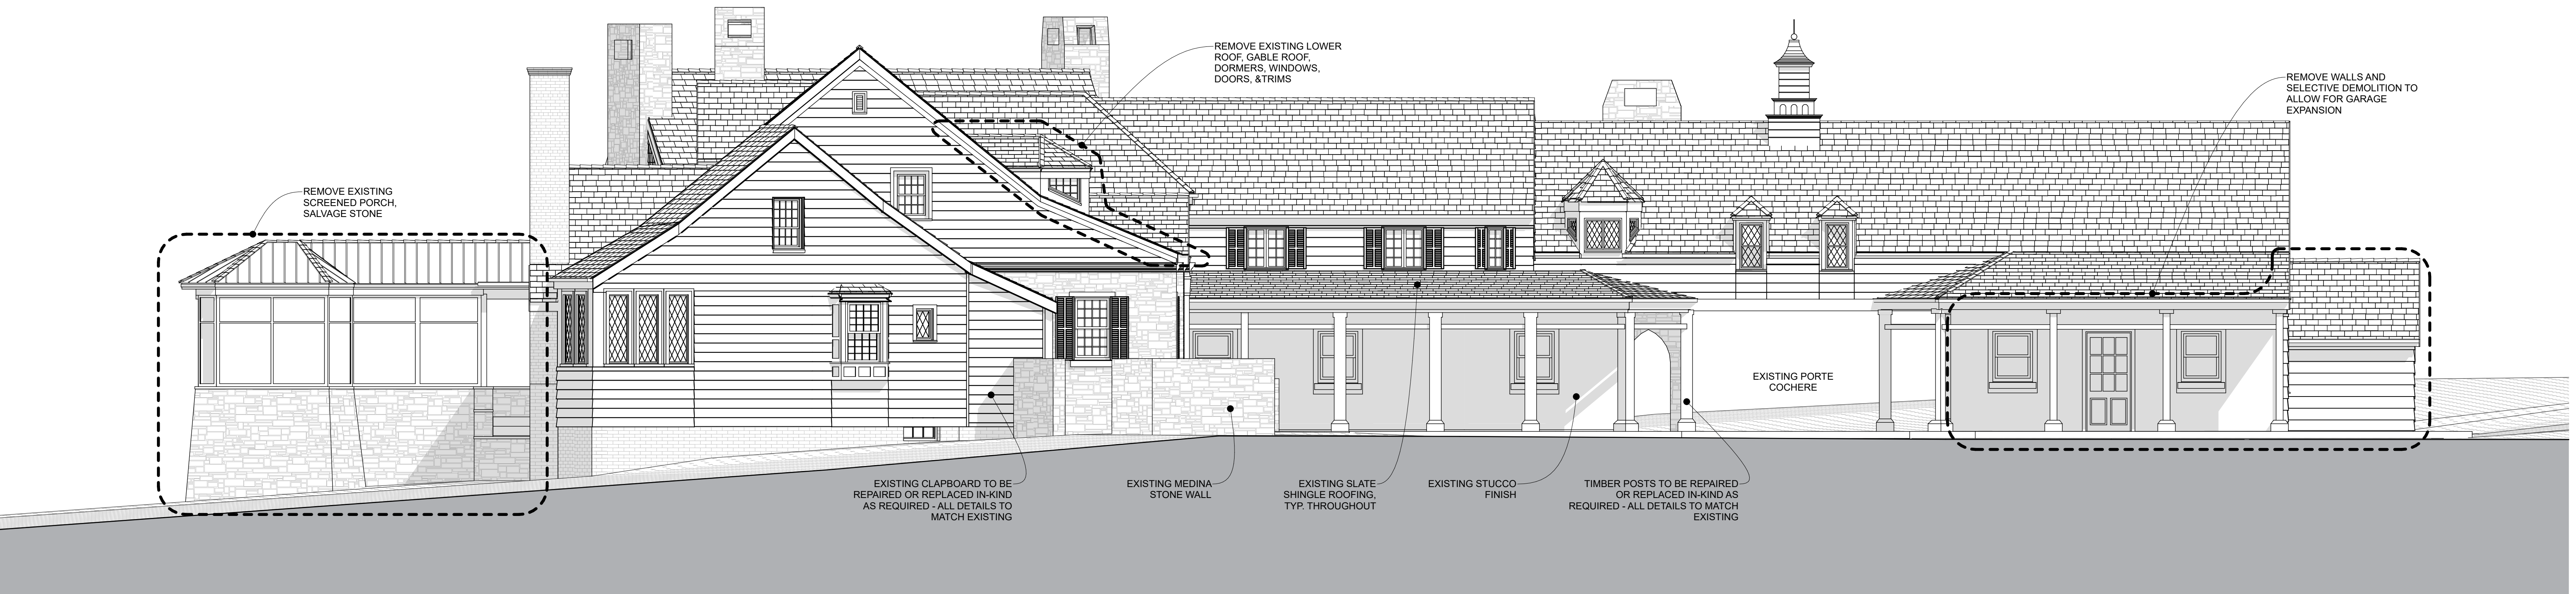 REMOVE EXISTING LOWER
ROOF, GABLE ROOF,
DORMERS, WINDOWS,
DOORS, &TRIMS
REMOVE WALLS AND
SELECTIVE DEMOLITION TO
ALLOW FOR GARAGE
EXPANSION
REMOVE EXISTING
SCREENED PORCH,
SALVAGE STONE
EXISTING PORTE
COCHERE
EXISTING CLAPBOARD TO BE
REPAIRED OR REPLACED IN-KIND
AS REQUIRED - ALL DETAILS TO
MATCH EXISTING
EXISTING MEDINA
STONE WALL
EXISTING SLATE
SHINGLE ROOFING,
TYP. THROUGHOUT
EXISTING STUCCO
FINISH
TIMBER POSTS TO BE REPAIRED
OR REPLACED IN-KIND AS
REQUIRED - ALL DETAILS TO MATCH
EXISTING